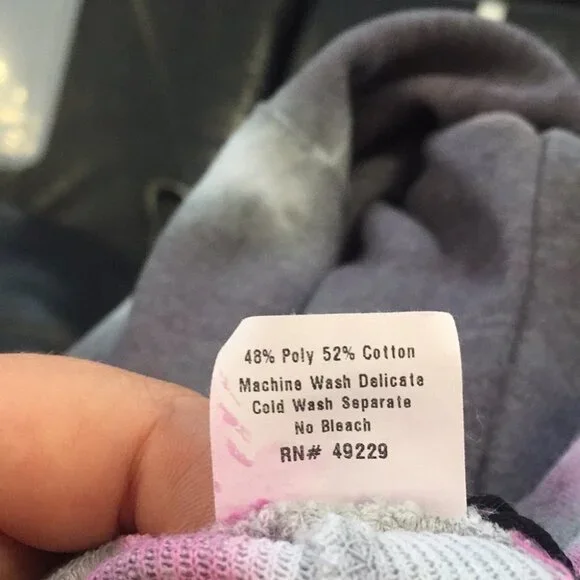 48% Poly 52% Cotton
Machine Wash Delicate
Cold Wash Separate
No Bleach
RN# 49229